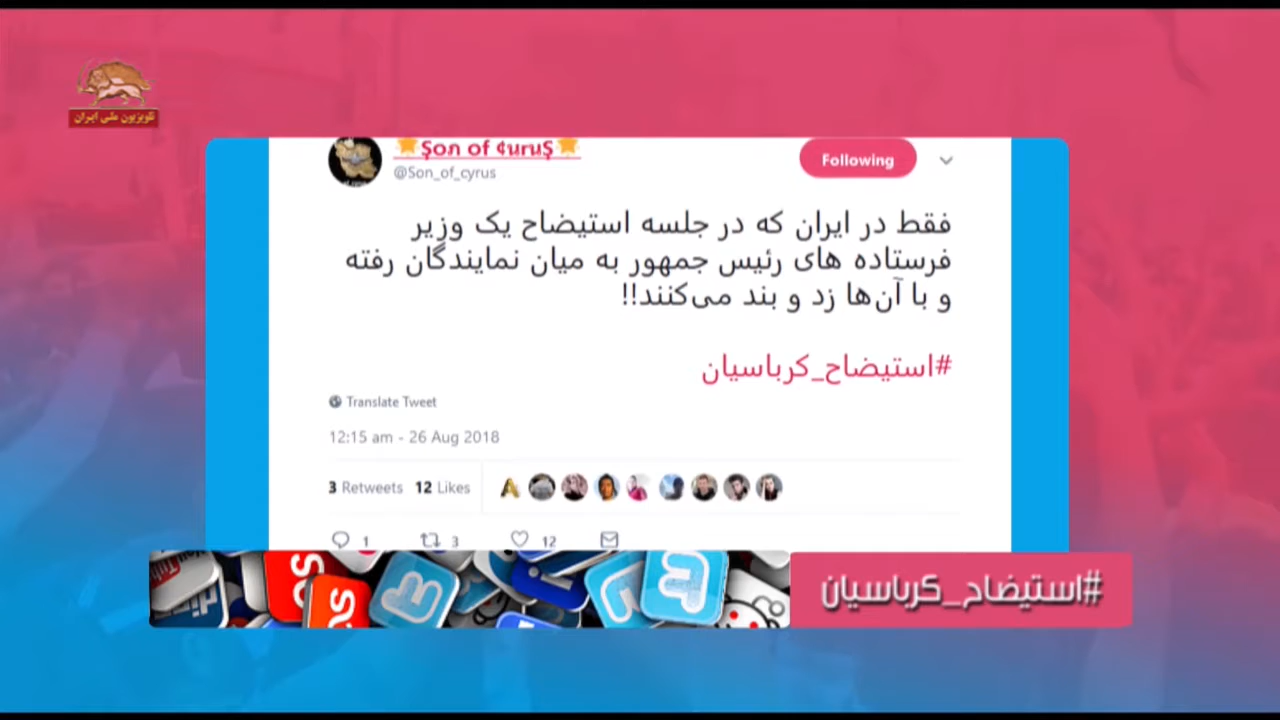 تلویزیون ملی ایران
🌟Şon of ¢uruŞ🌟
@Son_of_cyrus
Following
فقط در ایران که در جلسه استیضاح یک وزیر
فرستاده های رئیس جمهور به میان نمایندگان رفته
و با آن‌ها زد و بند می‌کنند!!
#استیضاح_کرباسیان
Translate Tweet
12:15 am - 26 Aug 2018
3 Retweets 12 Likes
1 3 12
#استیضاح_کرباسیان